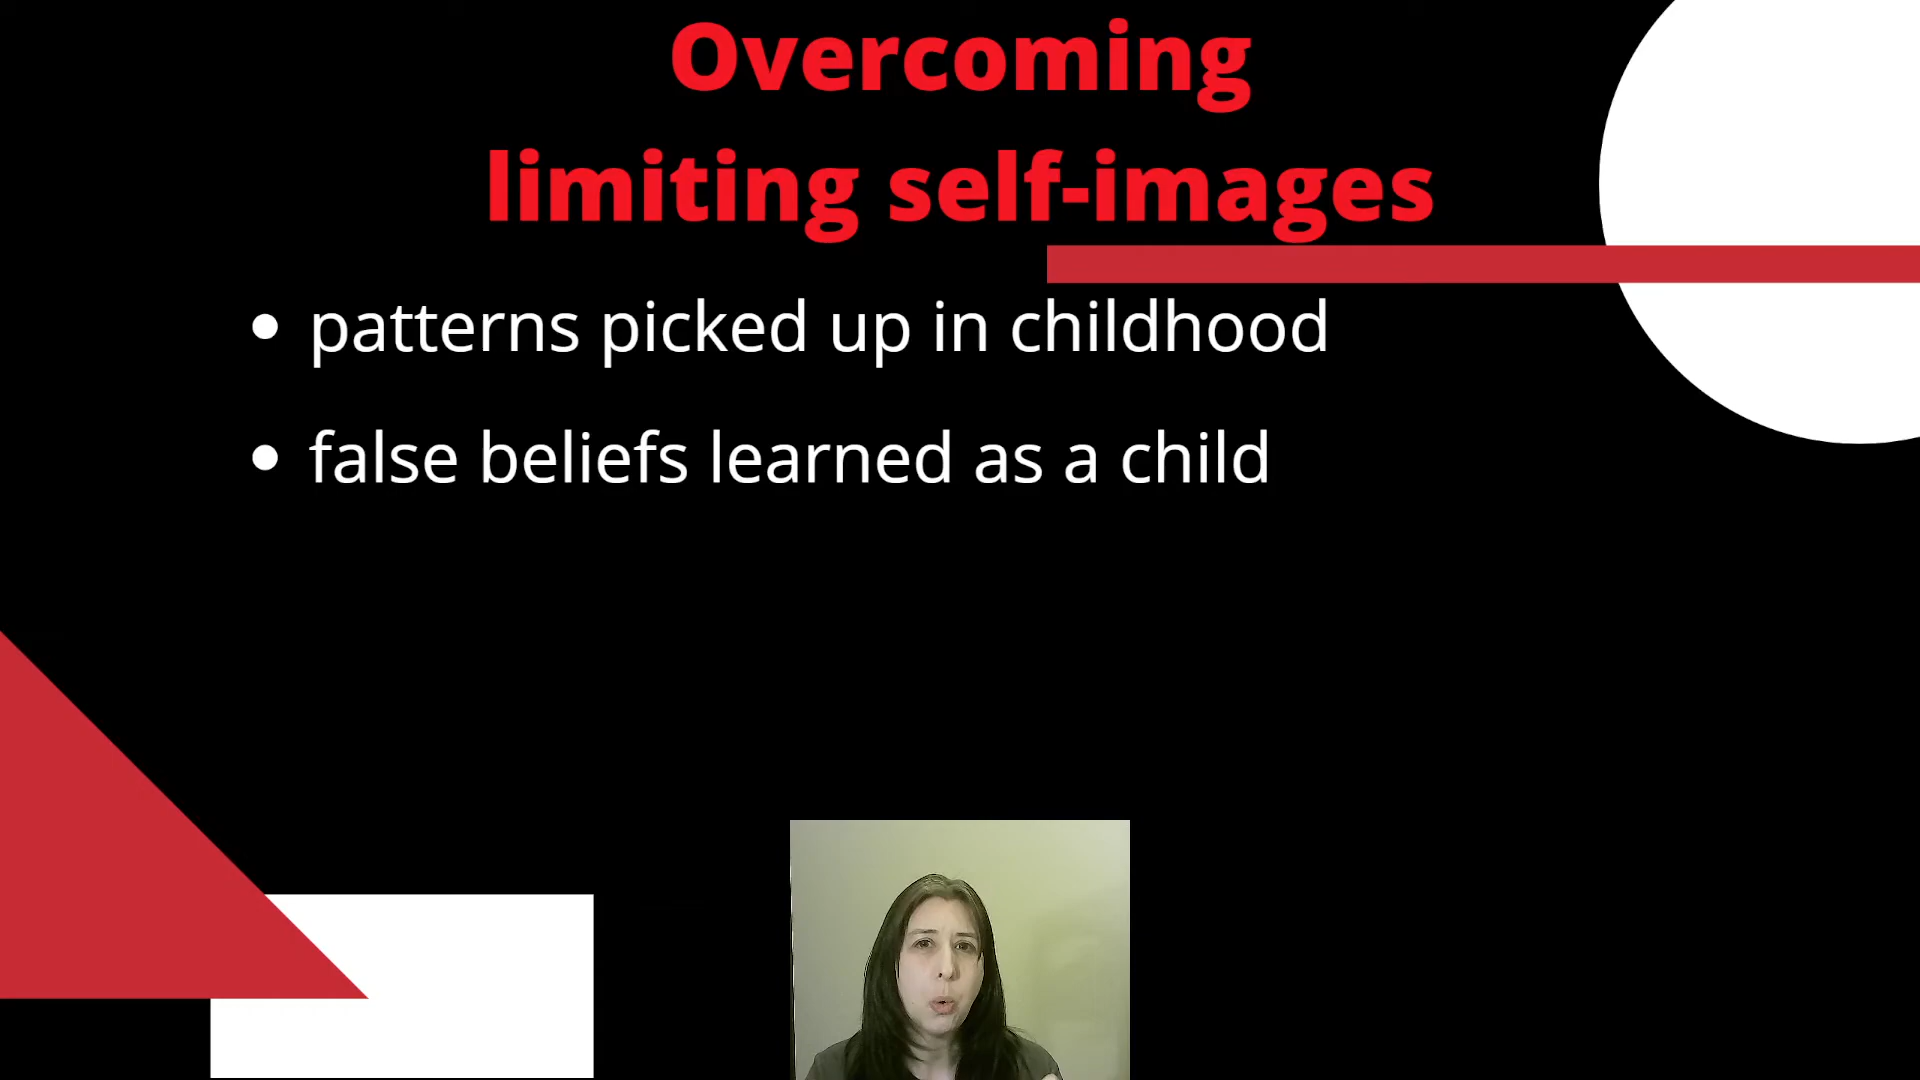 Overcoming
limiting self-images
• patterns picked up in childhood
• false beliefs learned as a child